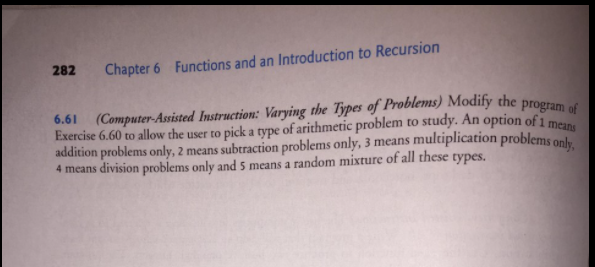 282 Chapter 6 Functions and an Introduction to Recursion
6.61 (Computer-Assisted Instruction: Varying the Types of Problems) Modify the program of
Exercise 6.60 to allow the user to pick a type of arithmetic problem to study. An option of 1 means
addition problems only, 2 means subtraction problems only, 3 means multiplication problems only,
4 means division problems only and 5 means a random mixture of all these types.